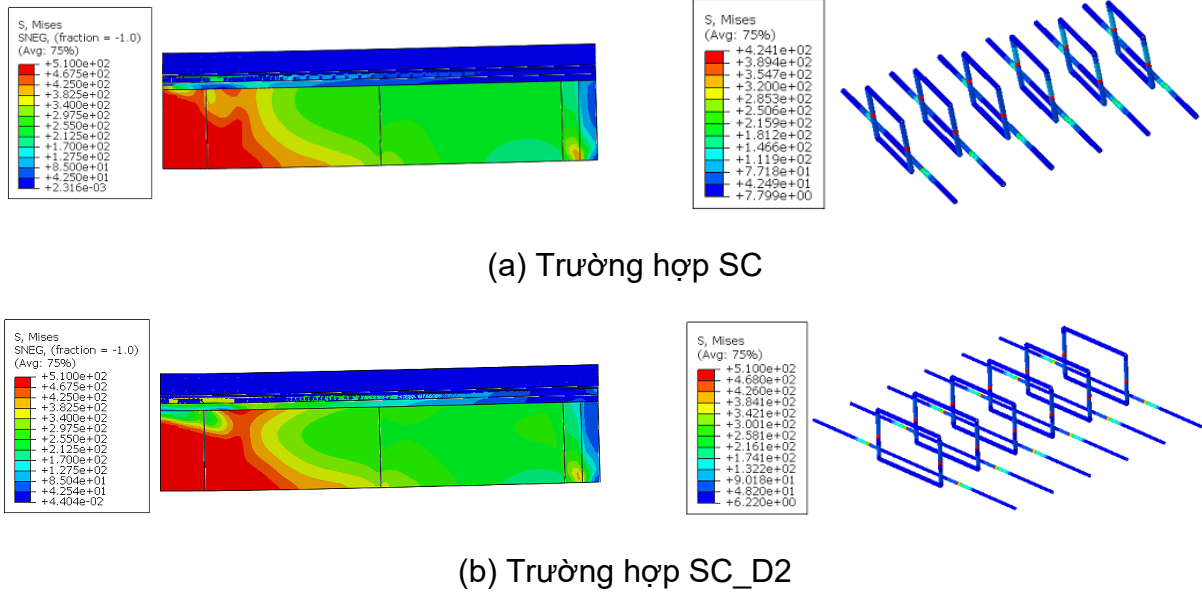 S, Mises
SNEG, (fraction = -1.0)
(Avg: 75%)
+5.100e+02
+4.675e+02
+4.250e+02
+3.825e+02
+3.400e+02
+2.975e+02
+2.550e+02
+2.125e+02
+1.700e+02
+1.275e+02
+8.500e+01
+4.250e+01
+2.316e-03
S, Mises
(Avg: 75%)
+4.241e+02
+3.894e+02
+3.547e+02
+3.200e+02
+2.853e+02
+2.506e+02
+2.159e+02
+1.812e+02
+1.466e+02
+1.119e+02
+7.718e+01
+4.249e+01
+7.799e+00
(a) Trường hợp SC
S, Mises
SNEG, (fraction = -1.0)
(Avg: 75%)
+5.100e+02
+4.675e+02
+4.250e+02
+3.825e+02
+3.400e+02
+2.975e+02
+2.550e+02
+2.125e+02
+1.700e+02
+1.275e+02
+8.504e+01
+4.254e+01
+4.404e-02
S, Mises
(Avg: 75%)
+5.100e+02
+4.680e+02
+4.260e+02
+3.841e+02
+3.421e+02
+3.001e+02
+2.581e+02
+2.161e+02
+1.741e+02
+1.322e+02
+9.018e+01
+4.820e+01
+6.220e+00
(b) Trường hợp SC_D2